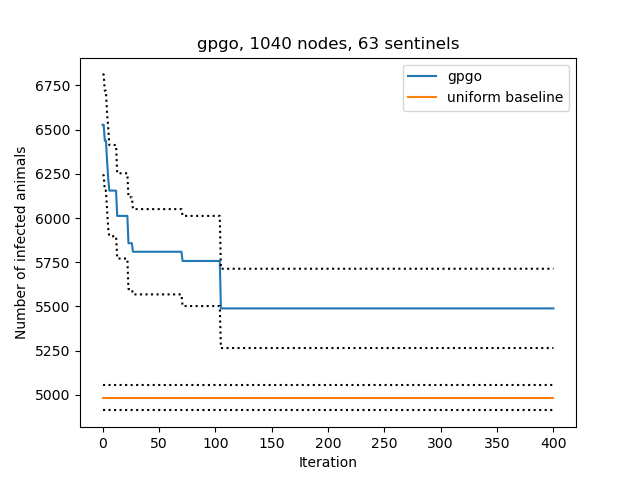 gpgo, 1040 nodes, 63 sentinels
gpgo
uniform baseline
Number of infected animals
6750
6500
6250
6000
5750
5500
5250
5000
0 50 100 150 200 250 300 350 400
Iteration